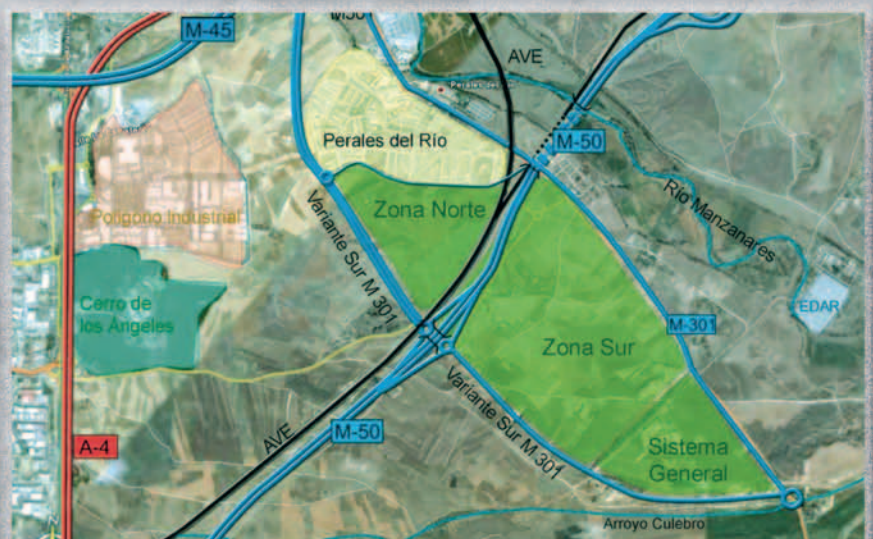 M-45
M50
AVE
Perales del Río
M-50
Polígono Industrial
Zona Norte
Río Manzanares
Variante Sur M 301
Cerro de
los Ángeles
EDAR
M-301
Zona Sur
Variante Sur M 301
M-50
AVE
A-4
Sistema
General
Arroyo Culebro